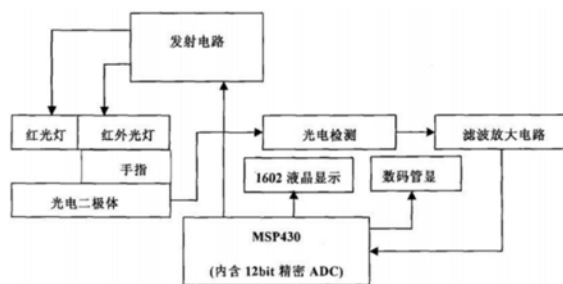 发射电路
红光灯
红外光灯
光电检测
滤波放大电路
手指
1602 液晶显示
数码管显
光电二极体
MSP430
(内含 12bit 精密 ADC)